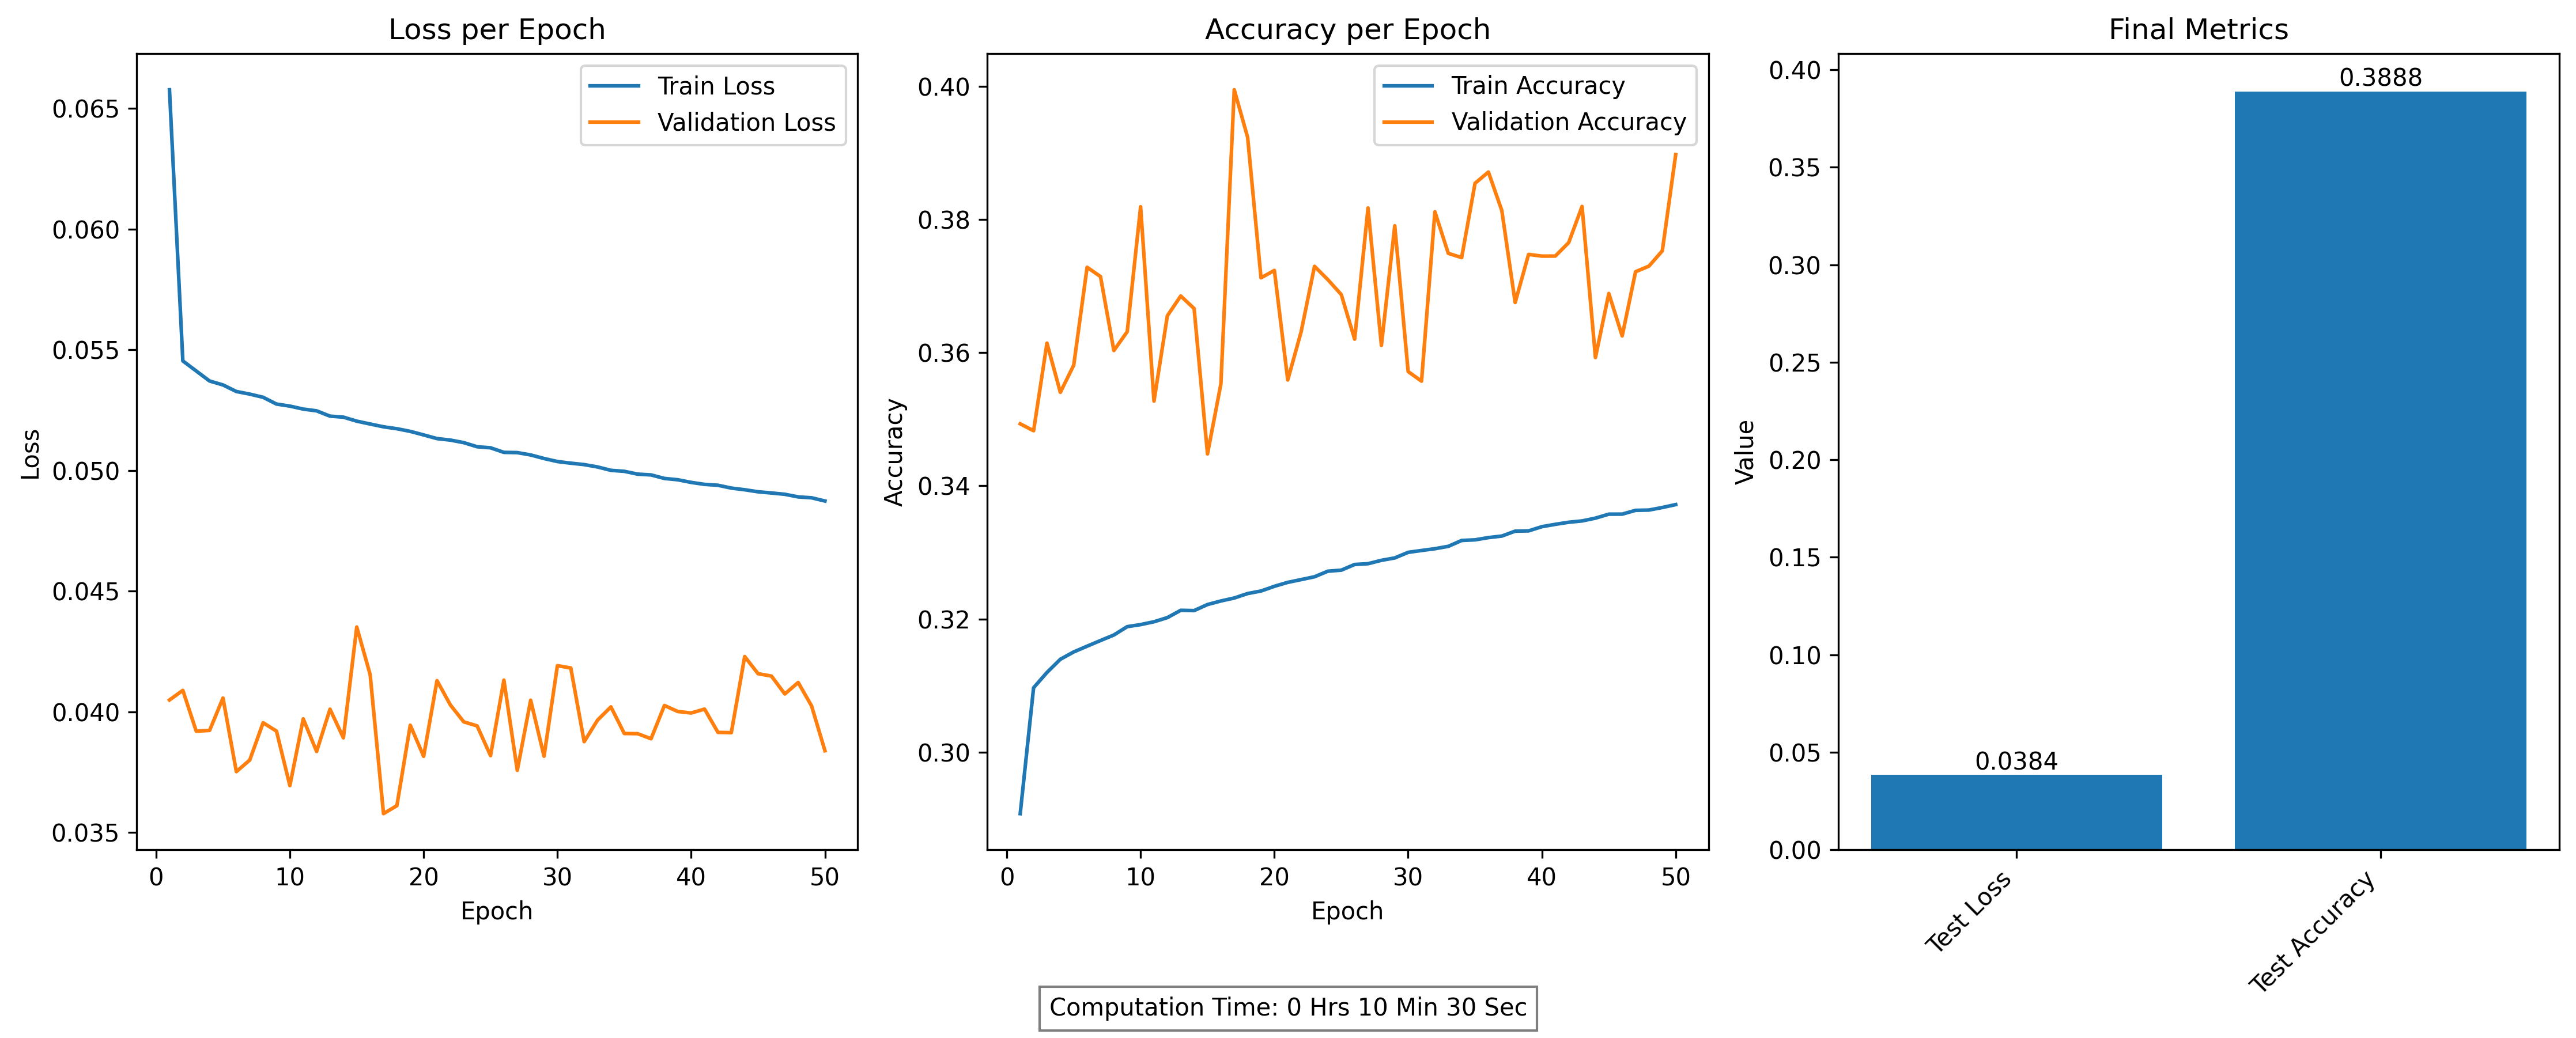 Loss per Epoch
Train Loss
Validation Loss
0.065
0.060
0.055
0.050
0.045
0.040
0.035
Loss
0 10 20 30 40 50
Epoch
Accuracy per Epoch
Train Accuracy
Validation Accuracy
0.40
0.38
0.36
0.34
0.32
0.30
Accuracy
0 10 20 30 40 50
Epoch
Final Metrics
0.40
0.35
0.30
0.25
0.20
0.15
0.10
0.05
0.00
Value
0.0384
0.3888
Test Loss
Test Accuracy
Computation Time: 0 Hrs 10 Min 30 Sec